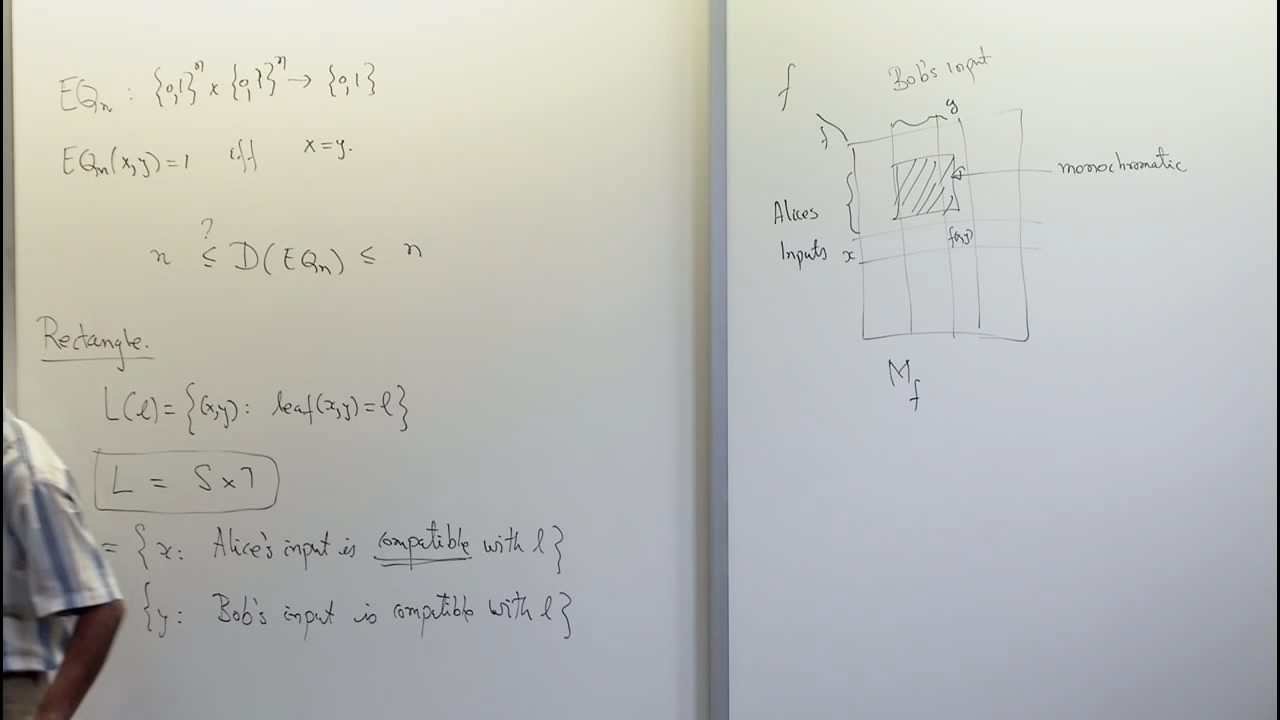 EQₙ : {0,1}ⁿ × {0,1}ⁿ → {0,1}
EQₙ(x,y)=1 iff x=y.
?
n ≤ D(EQₙ) ≤ n
Rectangle.
L(ℓ)={(x,y): leaf(x,y)=ℓ}
L = S×T
= {x: Alice's input is compatible with ℓ}
{y: Bob's input is compatible with ℓ}
f
Bob's input
y
monochromatic
Alices
Inputs x
f(x,y)
M_f